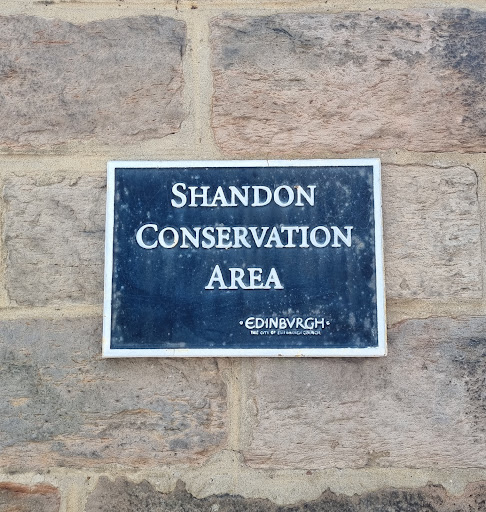 SHANDON
CONSERVATION
AREA
·EDINBVRGH·
THE CITY OF EDINBURGH COUNCIL